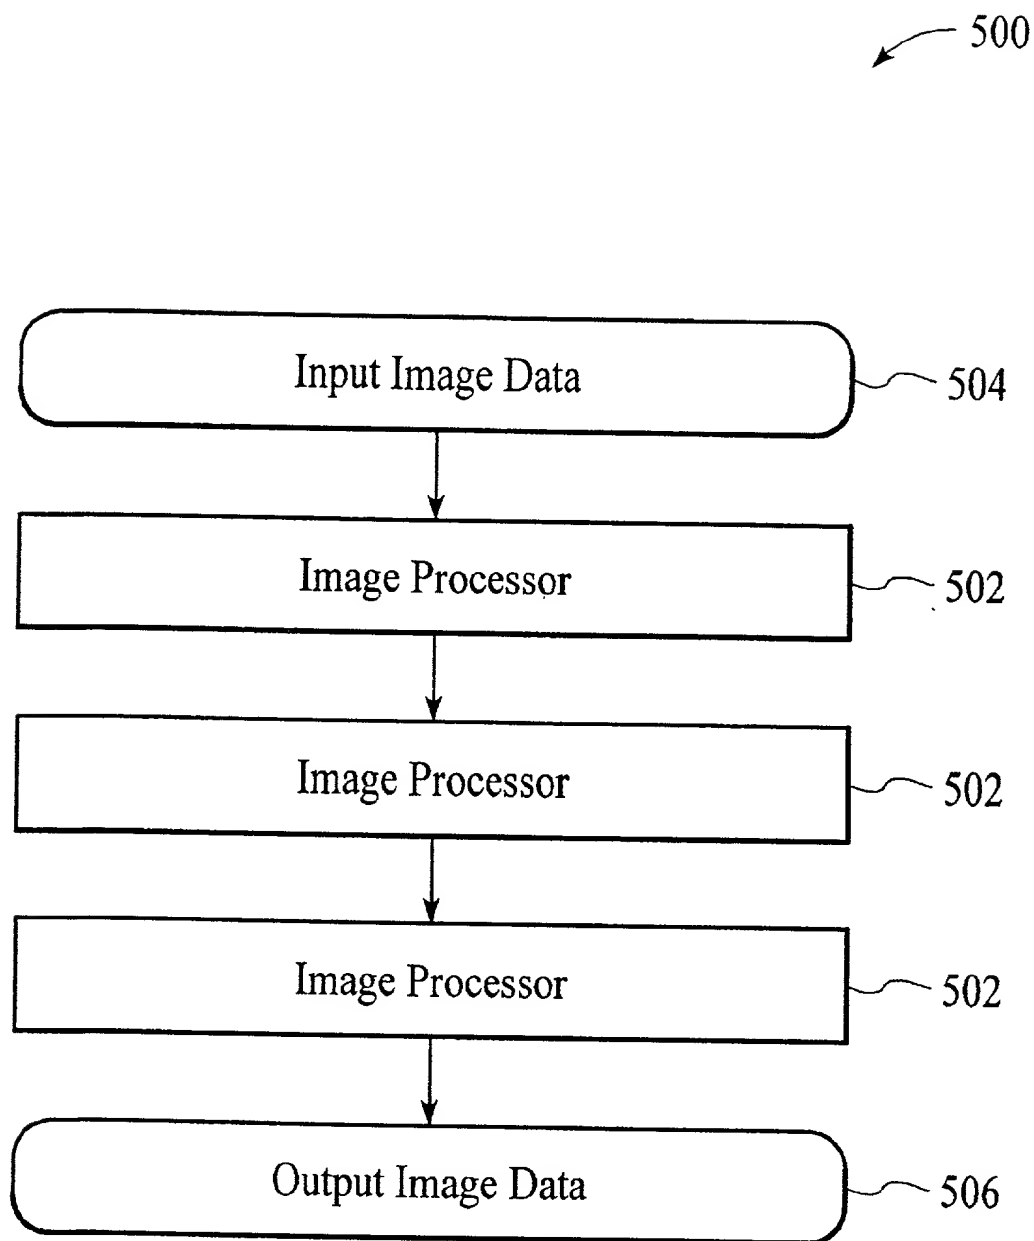 500
Input Image Data 504
Image Processor 502
Image Processor 502
Image Processor 502
Output Image Data 506